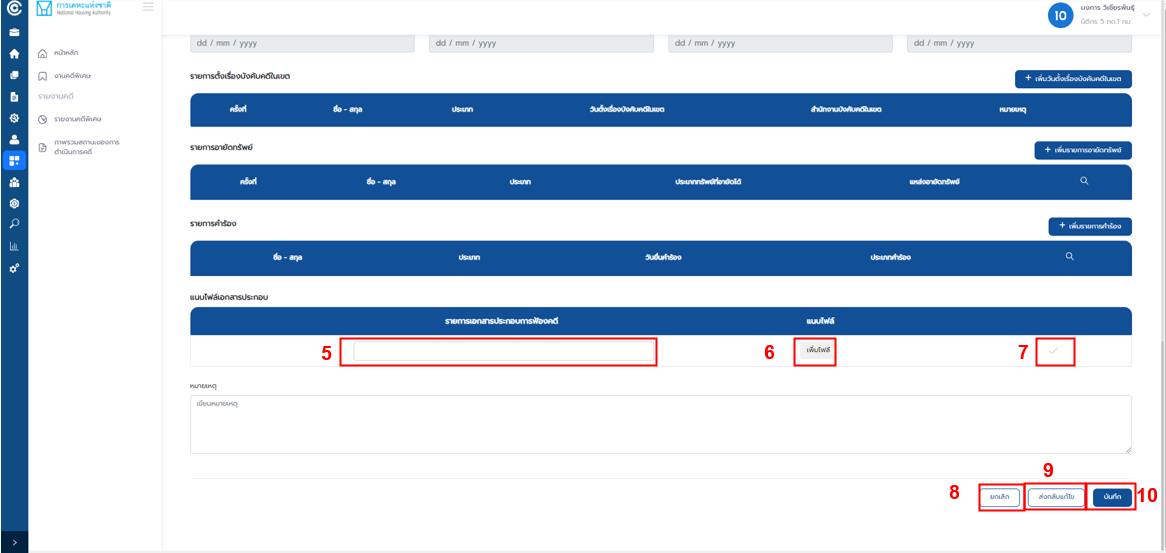 การเคหะแห่งชาติ
National Housing Authority
10
บงการ วิเชียรพันธุ์
นิติกร 5 กด.1 กม.
หน้าหลัก
งานคดีพิเศษ
รายงานคดี
รายงานคดีพิเศษ
ภาพรวมสถานะของการ
ดำเนินการคดี
dd / mm / yyyy dd / mm / yyyy dd / mm / yyyy dd / mm / yyyy
รายการตั้งเรื่องบังคับคดีในเขต
+ เพิ่มวันตั้งเรื่องบังคับคดีในเขต
ครั้งที่ ชื่อ - สกุล ประเภท วันตั้งเรื่องบังคับคดีในเขต สำนักงานบังคับคดีในเขต หมายเหตุ
รายการอายัดทรัพย์
+ เพิ่มรายการอายัดทรัพย์
ครั้งที่ ชื่อ - สกุล ประเภท ประเภททรัพย์ที่อายัดได้ แหล่งอายัดทรัพย์
รายการคำร้อง
+ เพิ่มรายการคำร้อง
ชื่อ - สกุล ประเภท วันยื่นคำร้อง ประเภทคำร้อง
แนบไฟล์เอกสารประกอบ
รายการเอกสารประกอบการฟ้องคดี แนบไฟล์
5 6 เพิ่มไฟล์ 7
หมายเหตุ
เขียนหมายเหตุ
9
8 ยกเลิก ส่งกลับแก้ไข บันทึก 10